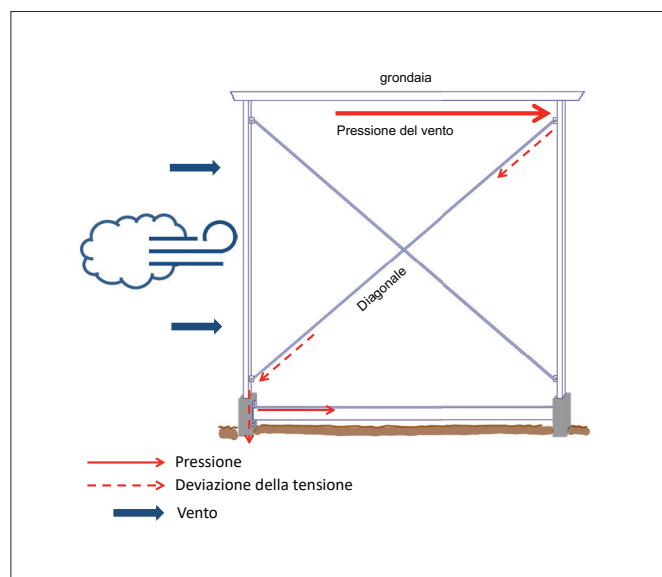 grondaia
Pressione del vento
Diagonale
Pressione
Deviazione della tensione
Vento